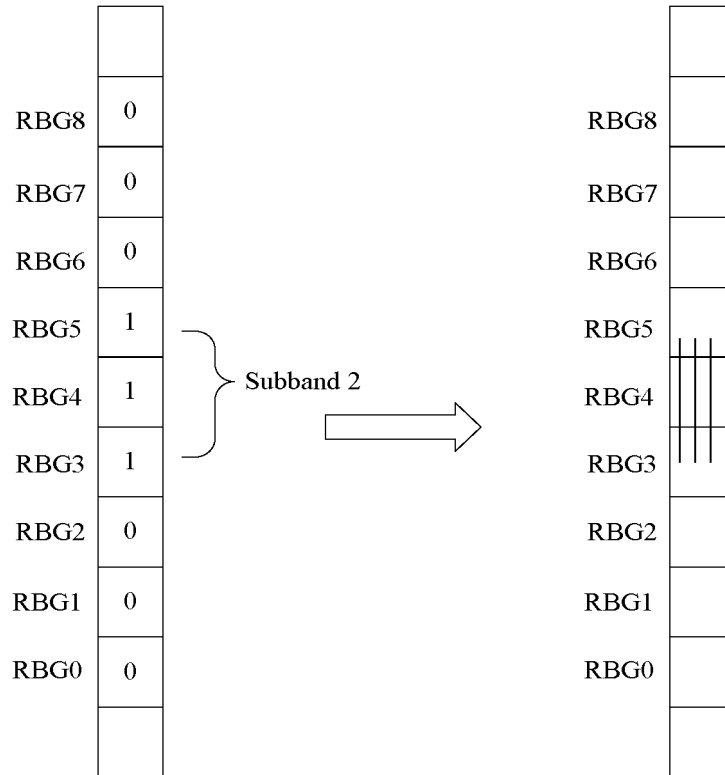 RBG8 0 RBG8
RBG7 0 RBG7
RBG6 0 RBG6
RBG5 1 RBG5
Subband 2
RBG4 1 RBG4
RBG3 1 RBG3
RBG2 0 RBG2
RBG1 0 RBG1
RBG0 0 RBG0